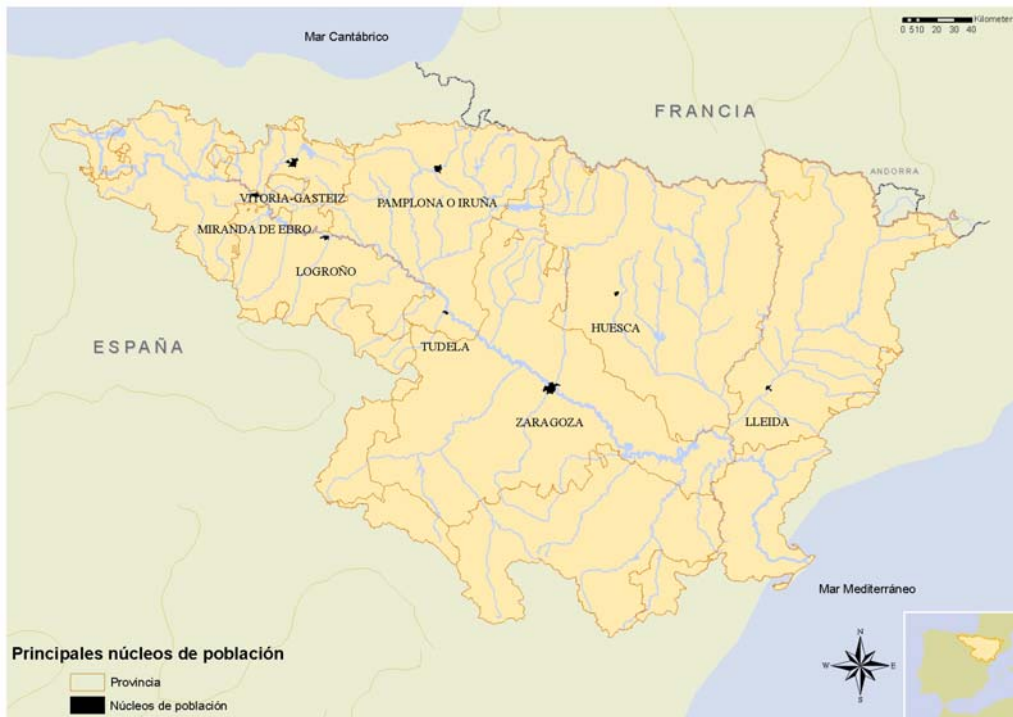 Mar Cantábrico
Kilometer
0 5 10 20 30 40
FRANCIA
ANDORRA
VITORIA-GASTEIZ
PAMPLONA O IRUÑA
MIRANDA DE EBRO
LOGROÑO
HUESCA
ESPAÑA
TUDELA
ZARAGOZA
LLEIDA
Mar Mediterráneo
N
W E
S
Principales núcleos de población
Provincia
Núcleos de población